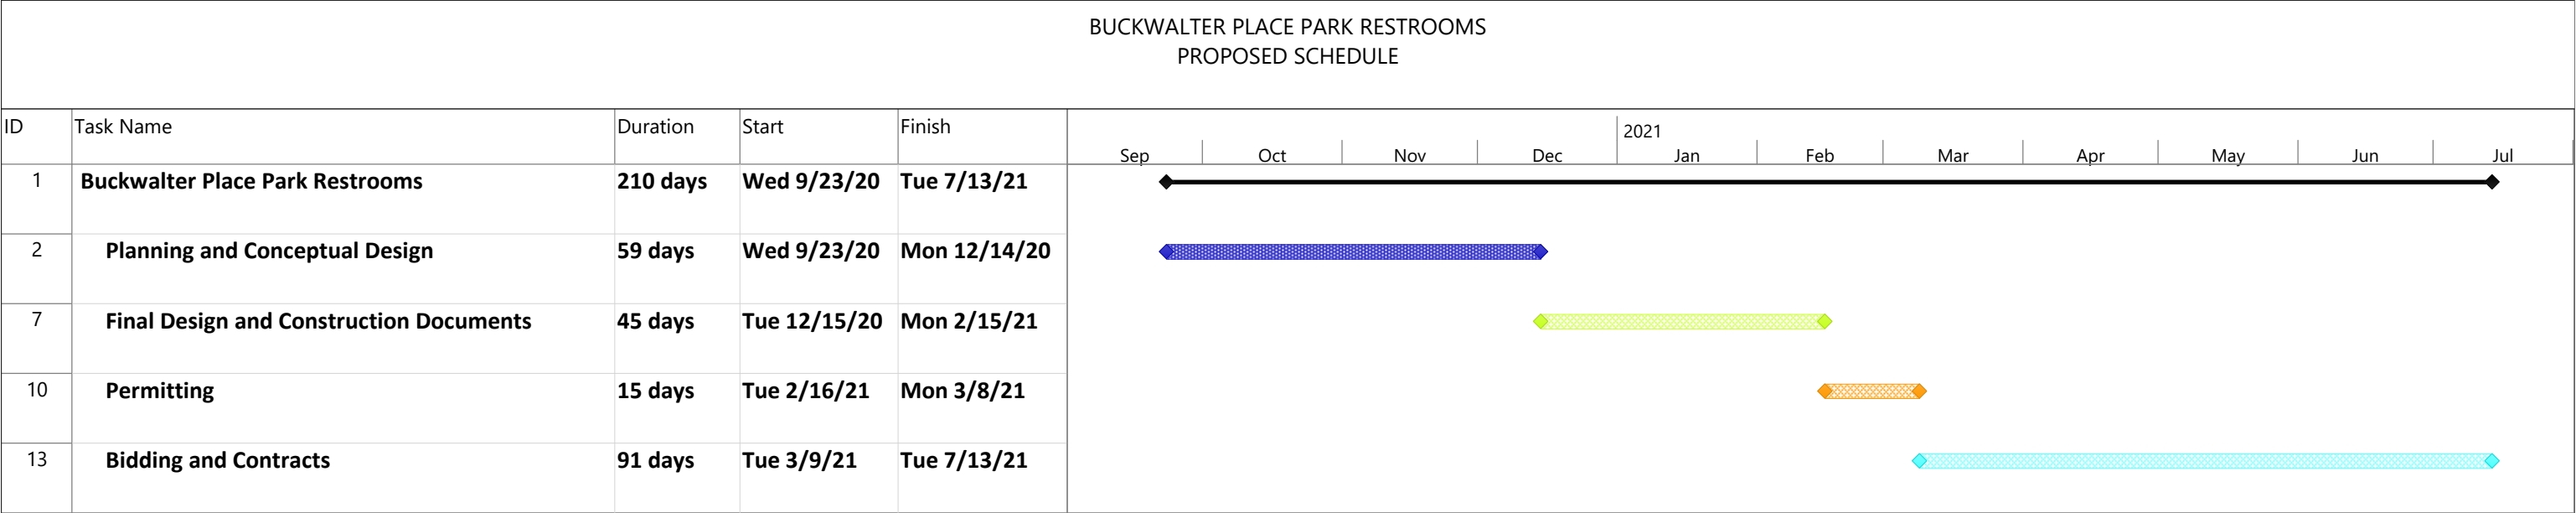 BUCKWALTER PLACE PARK RESTROOMS
PROPOSED SCHEDULE
ID Task Name Duration Start Finish
2021
Sep Oct Nov Dec Jan Feb Mar Apr May Jun Jul
1 Buckwalter Place Park Restrooms 210 days Wed 9/23/20 Tue 7/13/21
2 Planning and Conceptual Design 59 days Wed 9/23/20 Mon 12/14/20
7 Final Design and Construction Documents 45 days Tue 12/15/20 Mon 2/15/21
10 Permitting 15 days Tue 2/16/21 Mon 3/8/21
13 Bidding and Contracts 91 days Tue 3/9/21 Tue 7/13/21